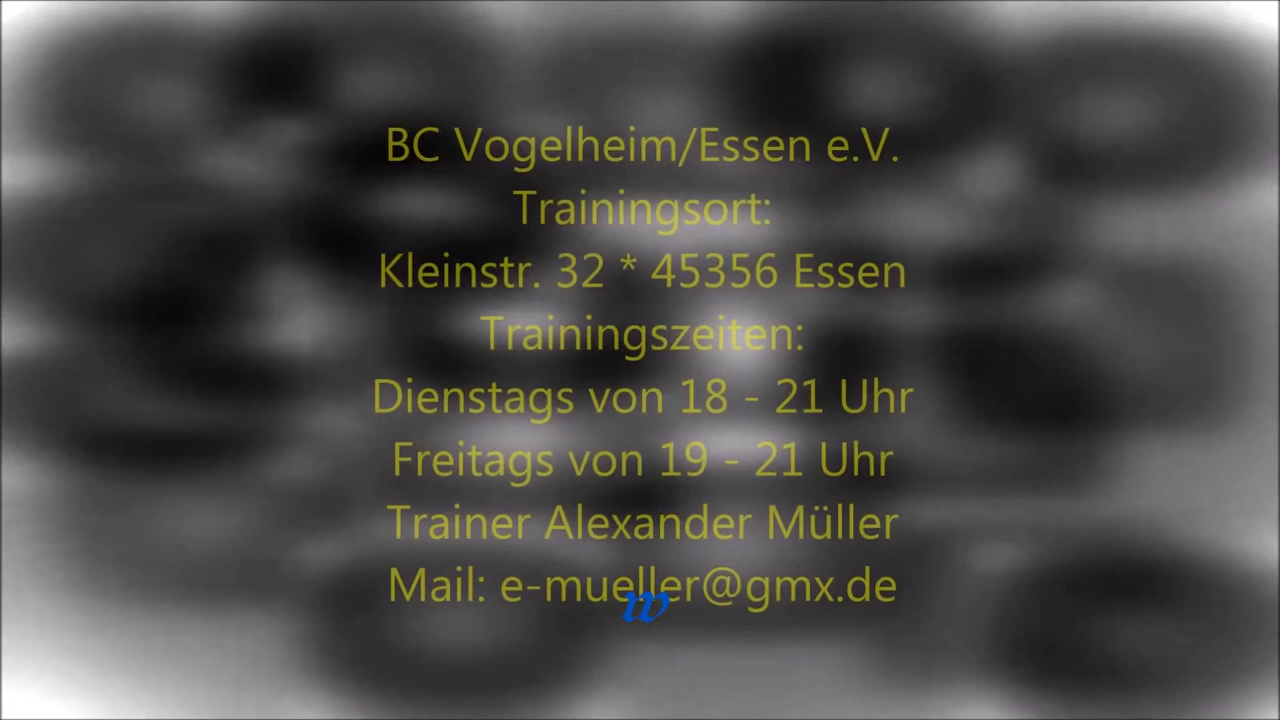 BC Vogelheim/Essen e.V.
Trainingsort:
Kleinstr. 32 * 45356 Essen
Trainingszeiten:
Dienstags von 18 - 21 Uhr
Freitags von 19 - 21 Uhr
Trainer Alexander Müller
Mail: e-mueller@gmx.de
w